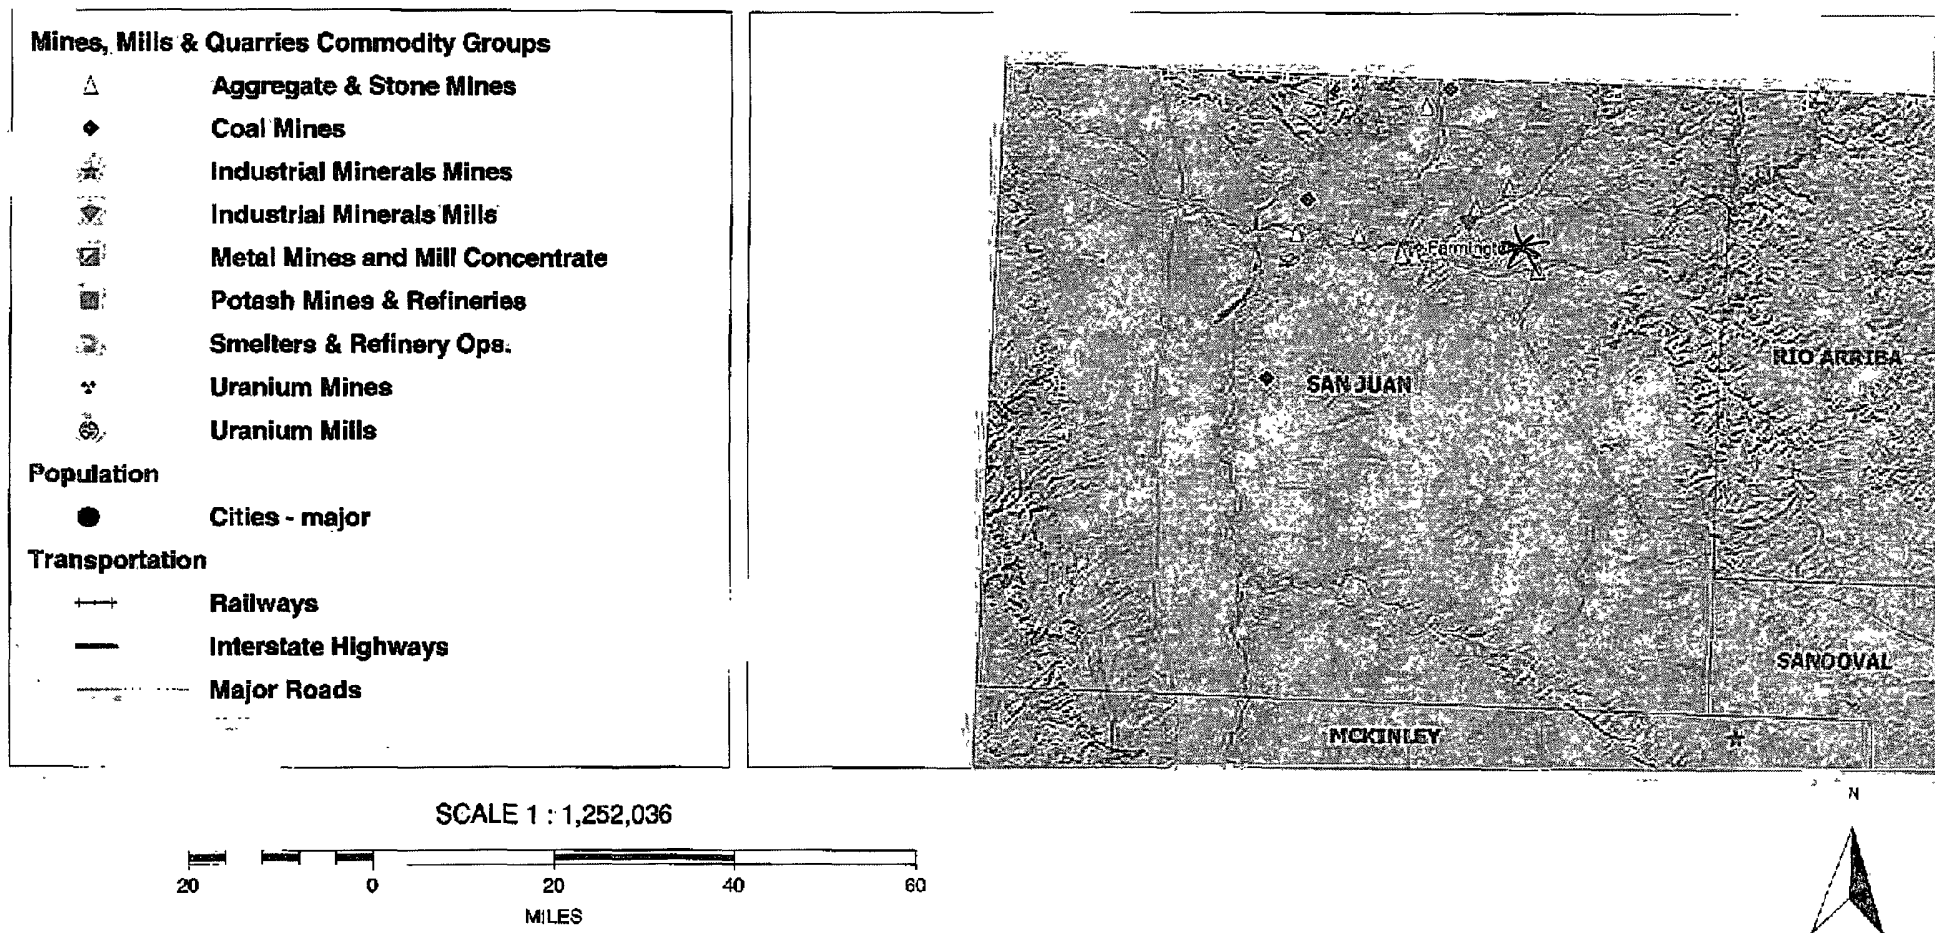 Mines, Mills & Quarries Commodity Groups
Aggregate & Stone Mines
Coal Mines
Industrial Minerals Mines
Industrial Minerals Mills
Metal Mines and Mill Concentrate
Potash Mines & Refineries
Smelters & Refinery Ops.
Uranium Mines
Uranium Mills
Population
Cities - major
Transportation
Railways
Interstate Highways
Major Roads
Farmington
RIO ARRIBA
SAN JUAN
SANDOVAL
MCKINLEY
SCALE 1 : 1,252,036
20 0 20 40 60
MILES
N